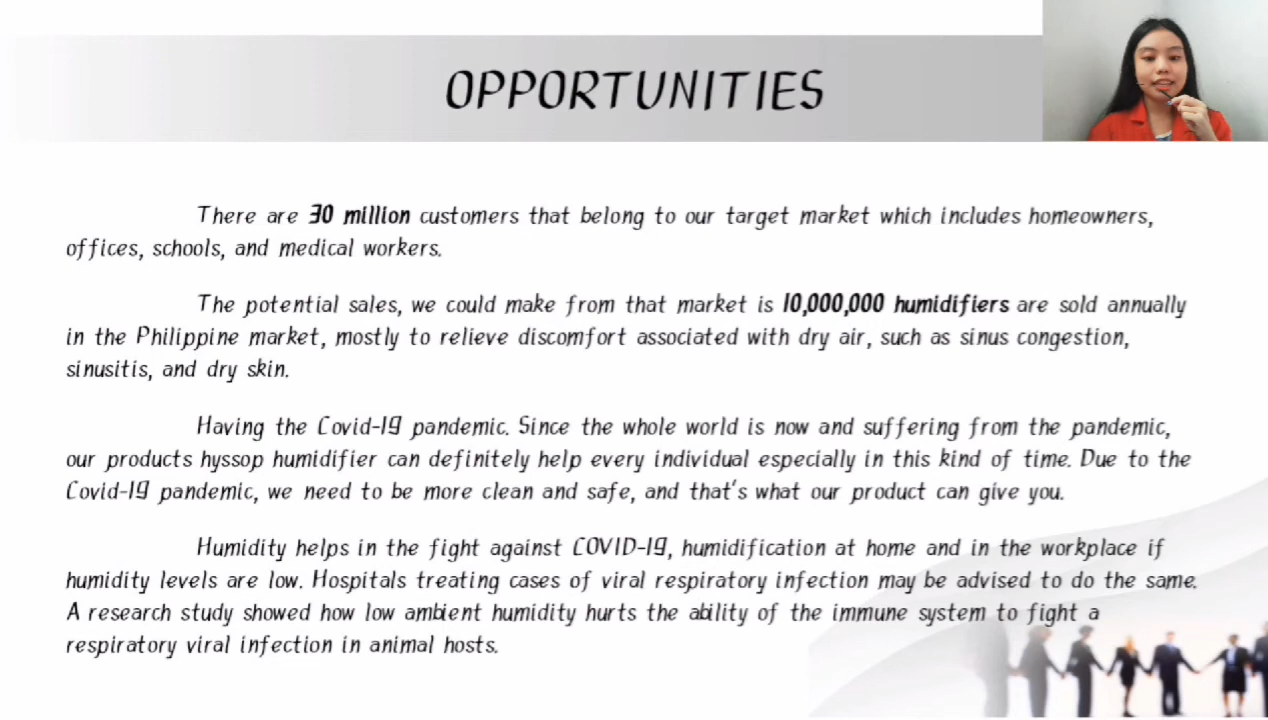 OPPORTUNITIES
There are 30 million customers that belong to our target market which includes homeowners,
offices, schools, and medical workers.
The potential sales, we could make from that market is 10,000,000 humidifiers are sold annually
in the Philippine market, mostly to relieve discomfort associated with dry air, such as sinus congestion,
sinusitis, and dry skin.
Having the Covid-19 pandemic. Since the whole world is now and suffering from the pandemic,
our products hyssop humidifier can definitely help every individual especially in this kind of time. Due to the
Covid-19 pandemic, we need to be more clean and safe, and that's what our product can give you.
Humidity helps in the fight against COVID-19, humidification at home and in the workplace if
humidity levels are low. Hospitals treating cases of viral respiratory infection may be advised to do the same.
A research study showed how low ambient humidity hurts the ability of the immune system to fight a
respiratory viral infection in animal hosts.